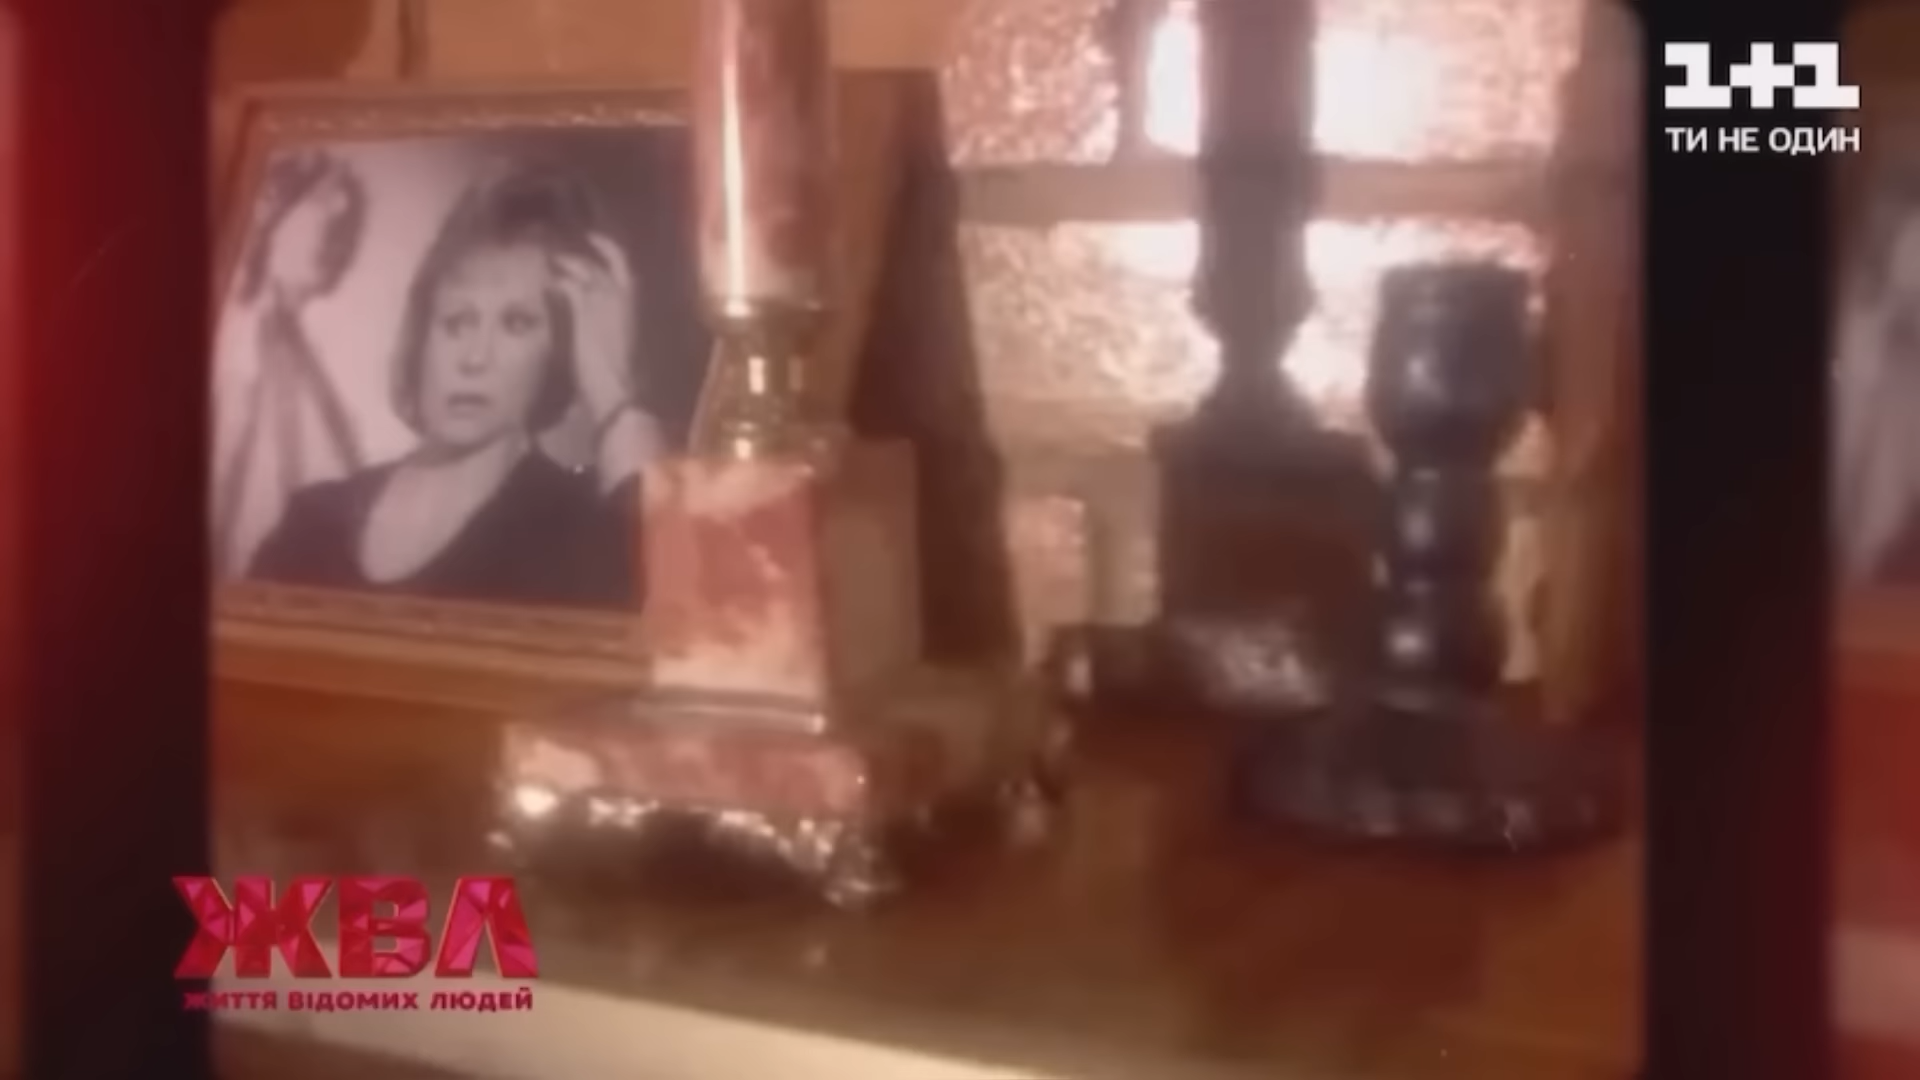 1+1
ТИ НЕ ОДИН
ЖВЛ
ЖИТТЯ ВІДОМИХ ЛЮДЕЙ